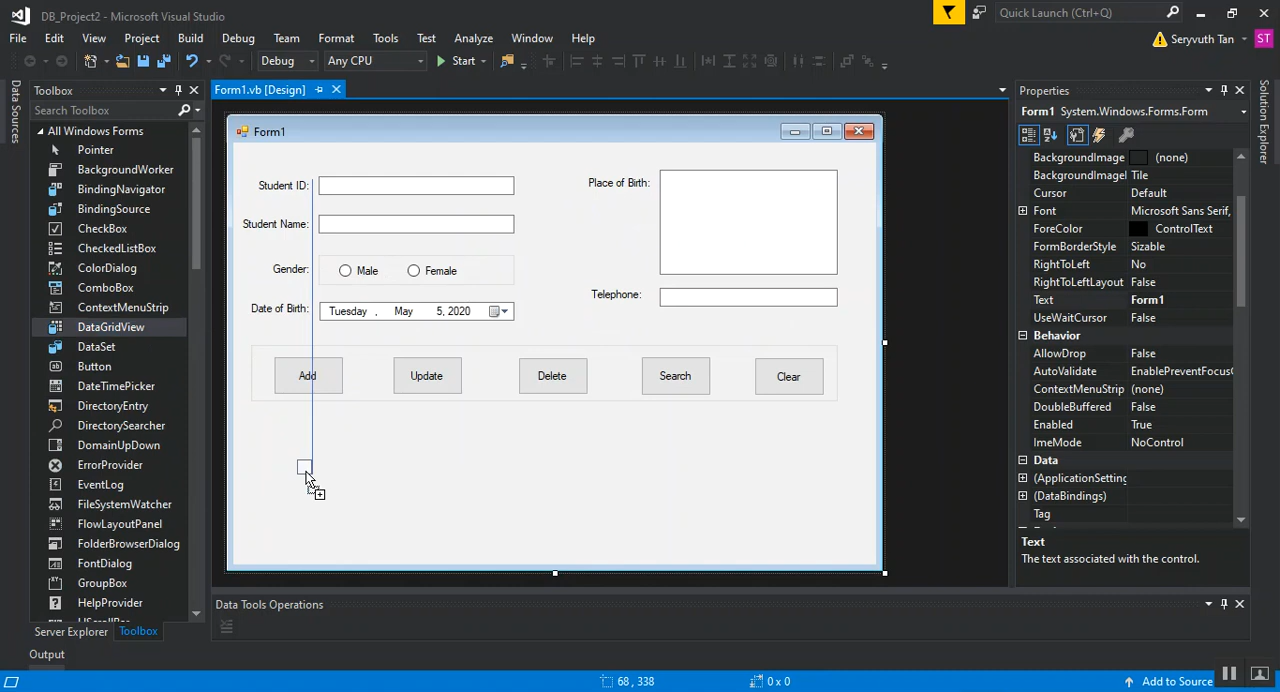 DB_Project2 - Microsoft Visual Studio
Quick Launch (Ctrl+Q)
File Edit View Project Build Debug Team Format Tools Test Analyze Window Help
Seryvuth Tan ST
Debug Any CPU Start
Data Sources
Toolbox
Search Toolbox
All Windows Forms
Pointer
BackgroundWorker
BindingNavigator
BindingSource
CheckBox
CheckedListBox
ColorDialog
ComboBox
ContextMenuStrip
DataGridView
DataSet
Button
DateTimePicker
DirectoryEntry
DirectorySearcher
DomainUpDown
ErrorProvider
EventLog
FileSystemWatcher
FlowLayoutPanel
FolderBrowserDialog
FontDialog
GroupBox
HelpProvider
Server Explorer Toolbox
Output
Form1.vb [Design]
Form1
Student ID:
Student Name:
Gender: Male Female
Date of Birth: Tuesday , May 5, 2020
Place of Birth:
Telephone:
Add Update Delete Search Clear
Data Tools Operations
Properties
Form1 System.Windows.Forms.Form
BackgroundImage (none)
BackgroundImageI Tile
Cursor Default
Font Microsoft Sans Serif,
ForeColor ControlText
FormBorderStyle Sizable
RightToLeft No
RightToLeftLayout False
Text Form1
UseWaitCursor False
Behavior
AllowDrop False
AutoValidate EnablePreventFocusC
ContextMenuStrip (none)
DoubleBuffered False
Enabled True
ImeMode NoControl
Data
(ApplicationSetting
(DataBindings)
Tag
Text
The text associated with the control.
Solution Explorer
68 , 338 0 x 0 Add to Source